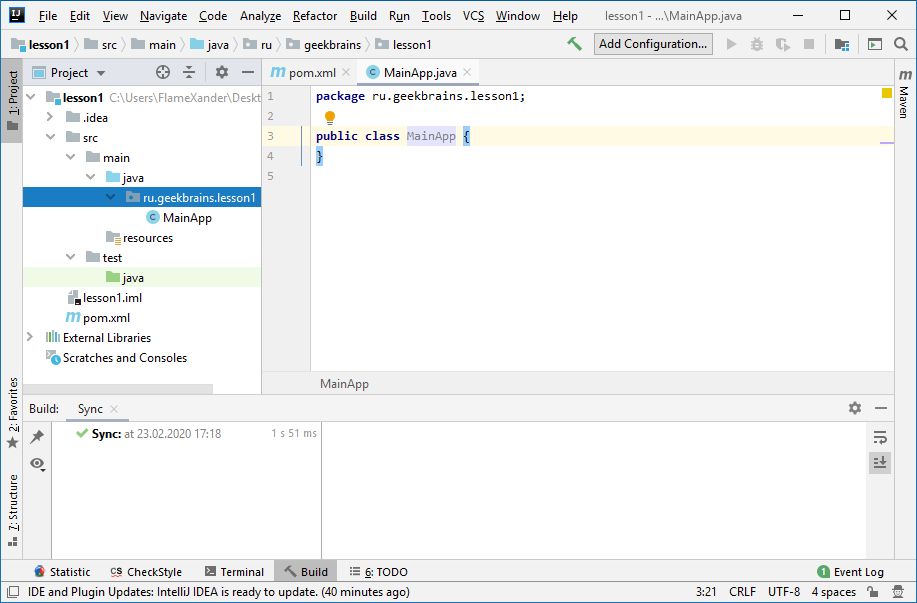 File Edit View Navigate Code Analyze Refactor Build Run Tools VCS Window Help lesson1 - ...\MainApp.java
lesson1 src main java ru geekbrains lesson1 Add Configuration...
1: Project
Project
pom.xml
MainApp.java
lesson1 C:\Users\FlameXander\Deskt
.idea
src
main
java
ru.geekbrains.lesson1
MainApp
resources
test
java
lesson1.iml
pom.xml
External Libraries
Scratches and Consoles
1 package ru.geekbrains.lesson1;
2
3 public class MainApp {
4 }
5
MainApp
Maven
2: Favorites
7: Structure
Build: Sync
Sync: at 23.02.2020 17:18 1 s 51 ms
Statistic CheckStyle Terminal Build 6: TODO 1 Event Log
IDE and Plugin Updates: IntelliJ IDEA is ready to update. (40 minutes ago) 3:21 CRLF UTF-8 4 spaces